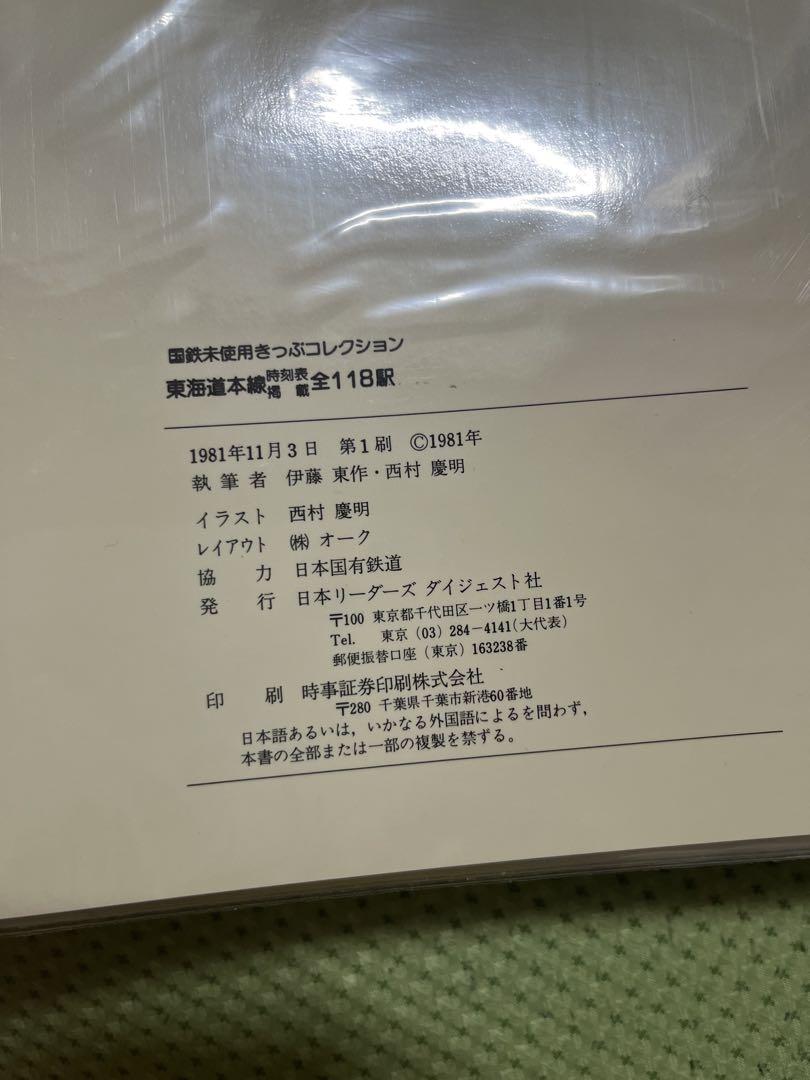 国鉄未使用きっぷコレクション
東海道本線時刻表掲載全118駅
1981年11月3日 第1刷 ©1981年
執筆者 伊藤 東作・西村 慶明
イラスト 西村 慶明
レイアウト ㈱ オーク
協力 日本国有鉄道
発行 日本リーダーズ ダイジェスト社
〒100 東京都千代田区一ツ橋1丁目1番1号
Tel. 東京 (03) 284-4141(大代表)
郵便振替口座 (東京) 163238番
印刷 時事証券印刷株式会社
〒280 千葉県千葉市新港60番地
日本語あるいは，いかなる外国語によるを問わず，
本書の全部または一部の複製を禁ずる。